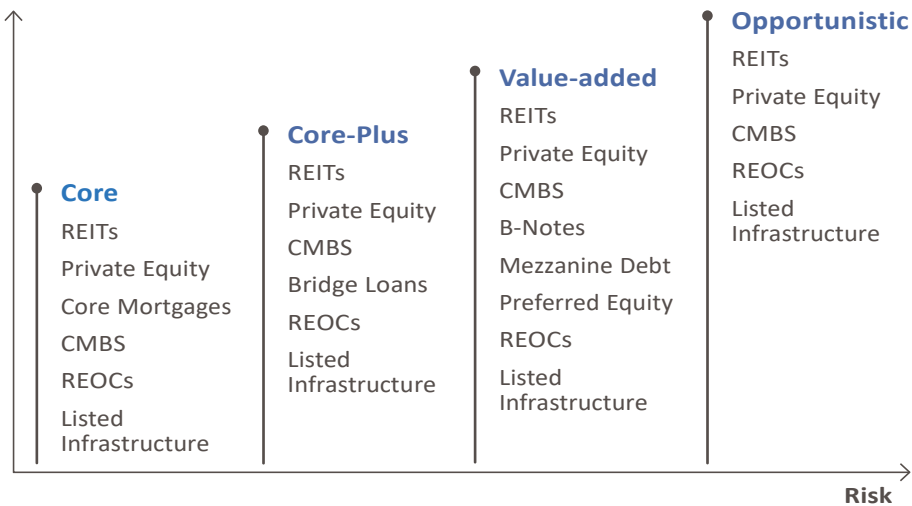 Core
REITs
Private Equity
Core Mortgages
CMBS
REOCs
Listed
Infrastructure
Core-Plus
REITs
Private Equity
CMBS
Bridge Loans
REOCs
Listed
Infrastructure
Value-added
REITs
Private Equity
CMBS
B-Notes
Mezzanine Debt
Preferred Equity
REOCs
Listed
Infrastructure
Opportunistic
REITs
Private Equity
CMBS
REOCs
Listed
Infrastructure
Risk